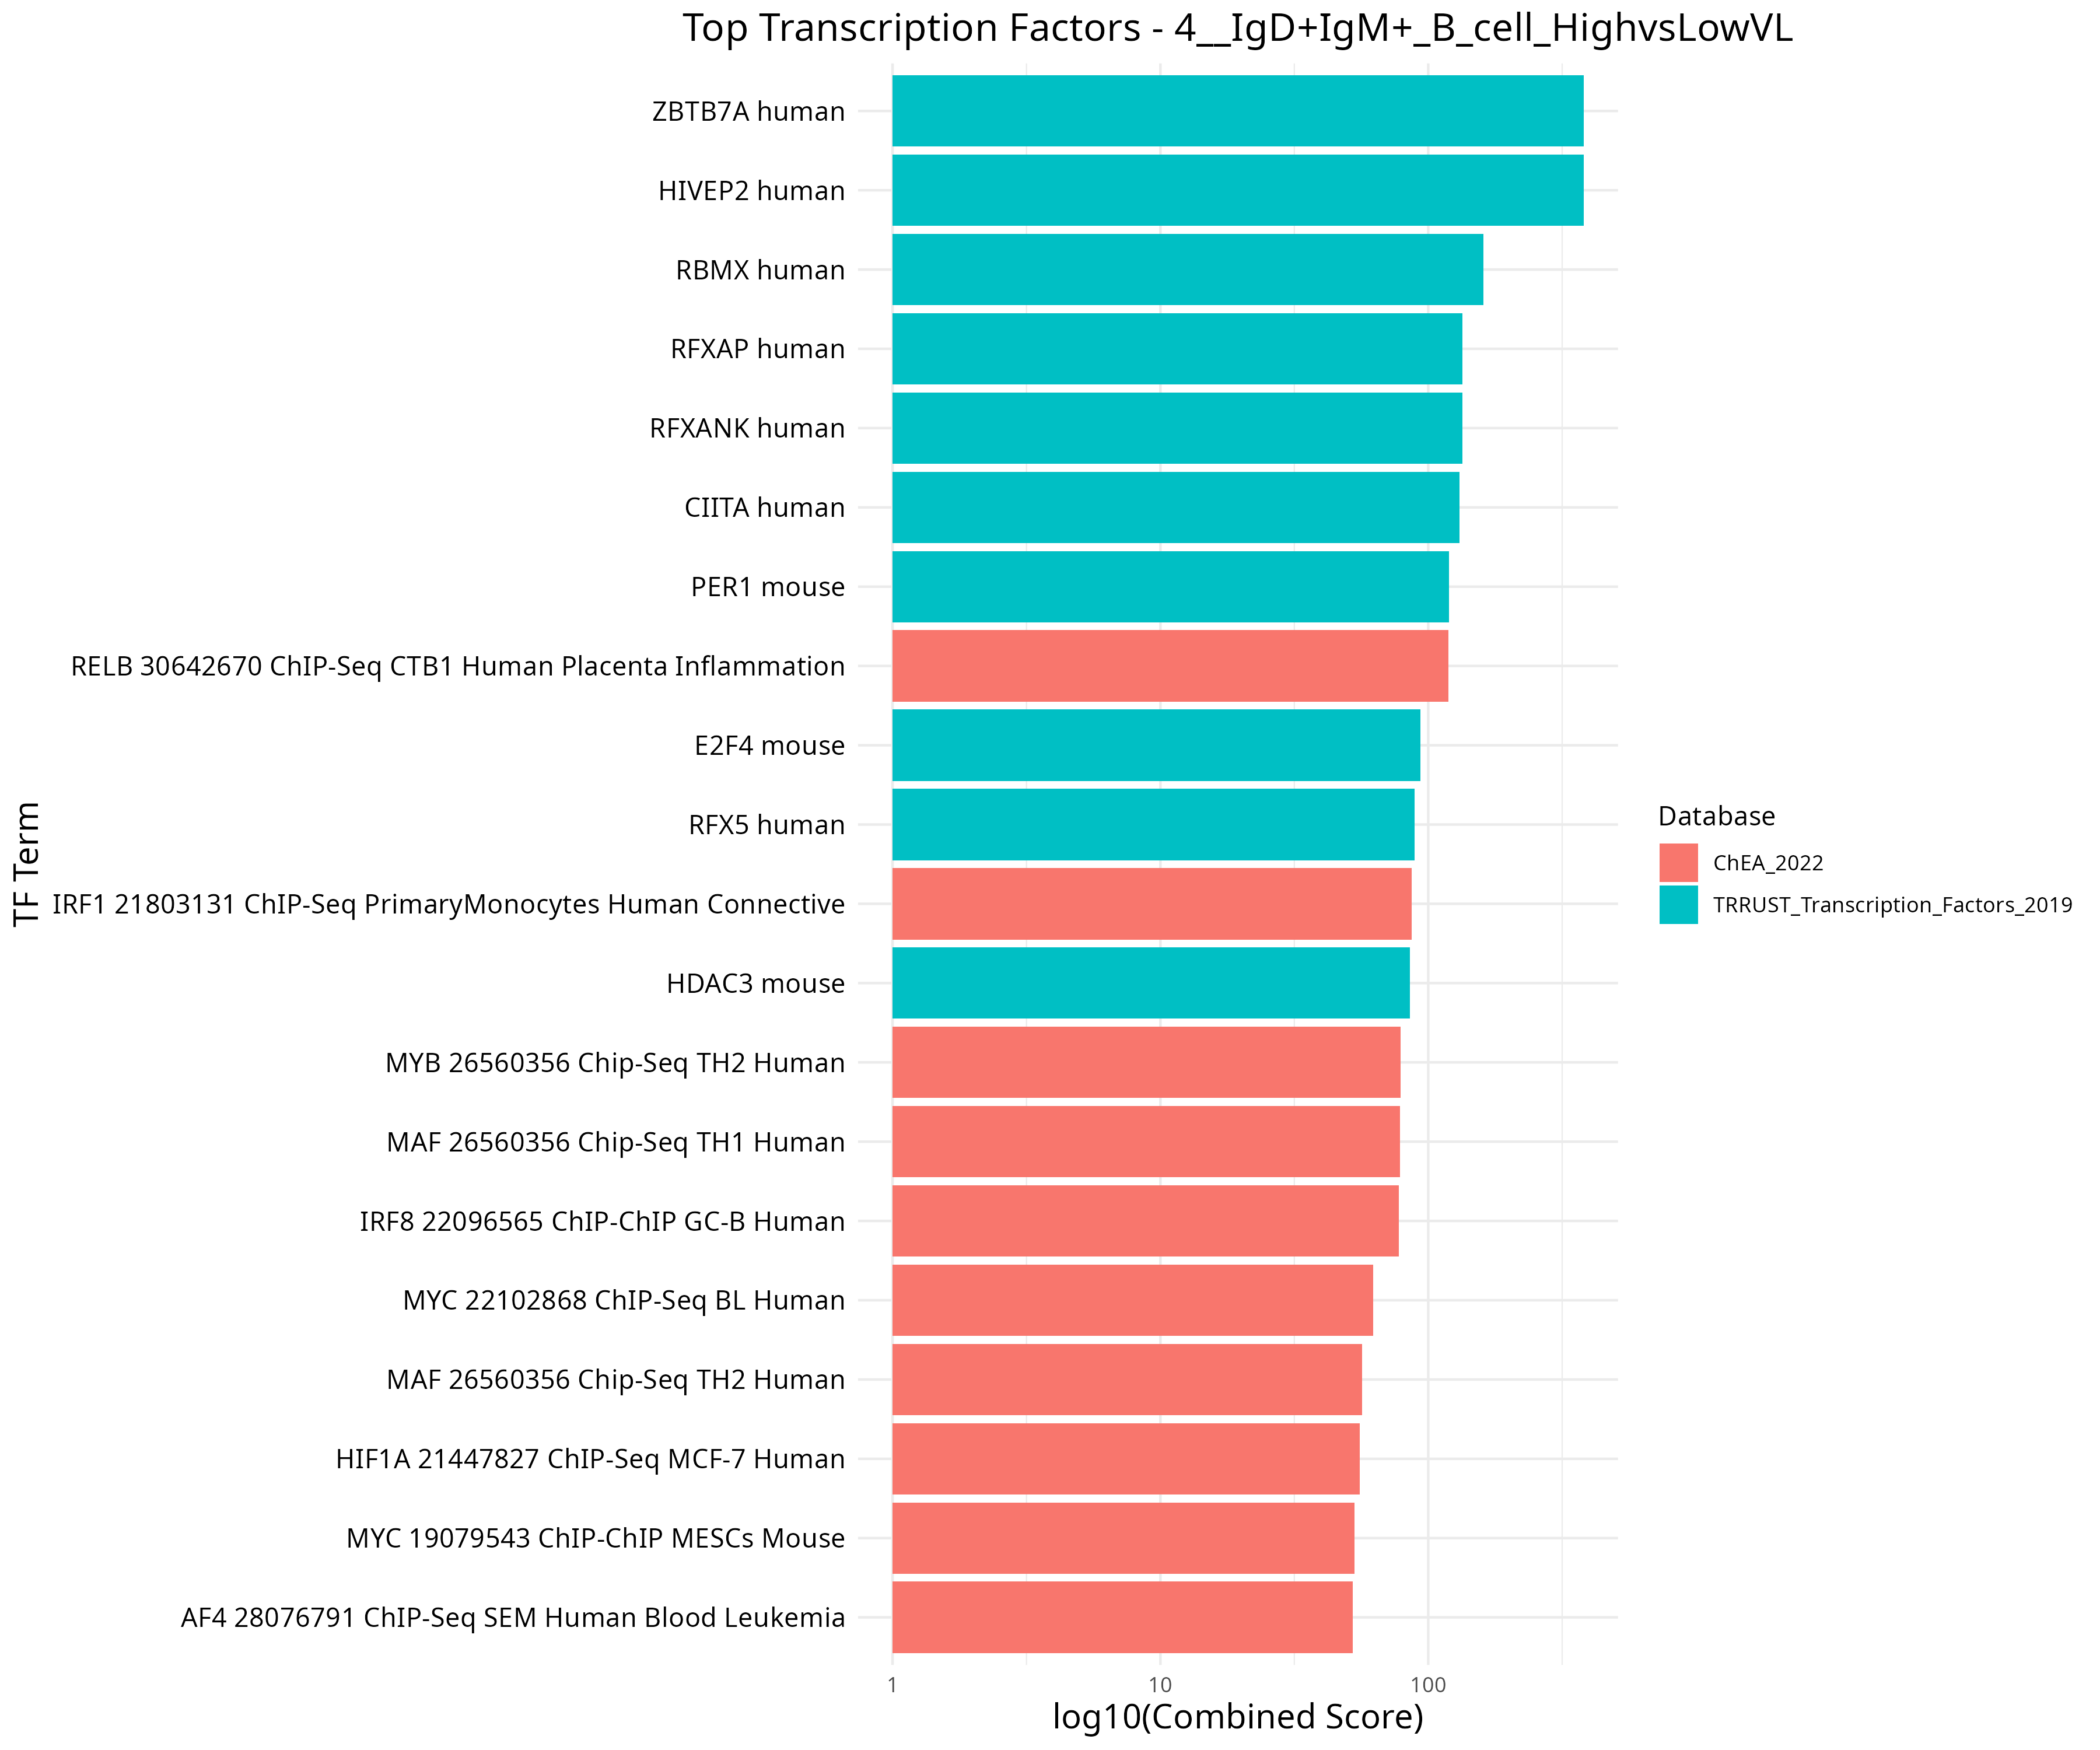 Top Transcription Factors - 4__IgD+IgM+_B_cell_HighvsLowVL
ZBTB7A human
HIVEP2 human
RBMX human
RFXAP human
RFXANK human
CIITA human
PER1 mouse
RELB 30642670 ChIP-Seq CTB1 Human Placenta Inflammation
E2F4 mouse
RFX5 human
IRF1 21803131 ChIP-Seq PrimaryMonocytes Human Connective
HDAC3 mouse
MYB 26560356 Chip-Seq TH2 Human
MAF 26560356 Chip-Seq TH1 Human
IRF8 22096565 ChIP-ChIP GC-B Human
MYC 22102868 ChIP-Seq BL Human
MAF 26560356 Chip-Seq TH2 Human
HIF1A 21447827 ChIP-Seq MCF-7 Human
MYC 19079543 ChIP-ChIP MESCs Mouse
AF4 28076791 ChIP-Seq SEM Human Blood Leukemia
TF Term
1
10
100
log10(Combined Score)
Database
ChEA_2022
TRRUST_Transcription_Factors_2019